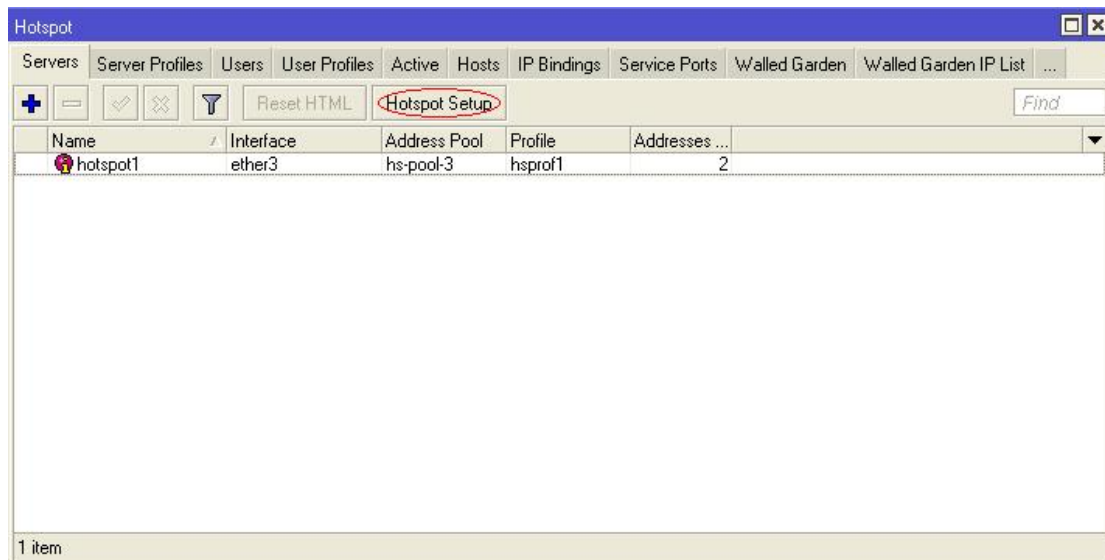 Hotspot
Servers Server Profiles Users User Profiles Active Hosts IP Bindings Service Ports Walled Garden Walled Garden IP List ...
Reset HTML Hotspot Setup Find
Name Interface Address Pool Profile Addresses ...
hotspot1 ether3 hs-pool-3 hsprof1 2
1 item